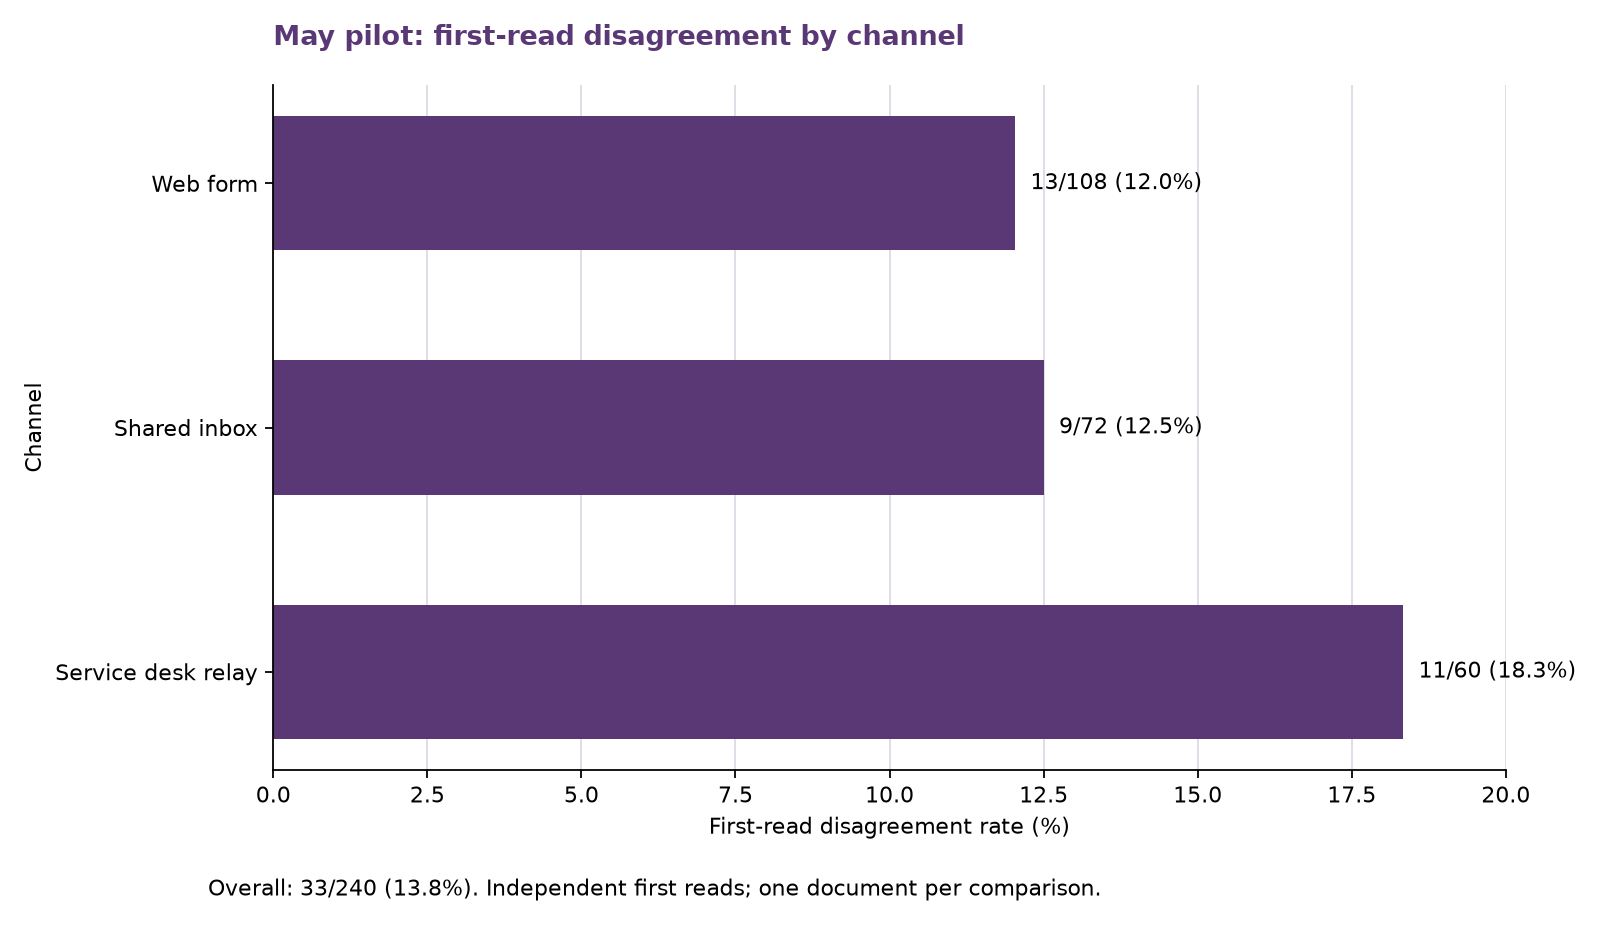 May pilot: first-read disagreement by channel
Channel
Web form
13/108 (12.0%)
Shared inbox
9/72 (12.5%)
Service desk relay
11/60 (18.3%)
0.0 2.5 5.0 7.5 10.0 12.5 15.0 17.5 20.0
First-read disagreement rate (%)
Overall: 33/240 (13.8%). Independent first reads; one document per comparison.